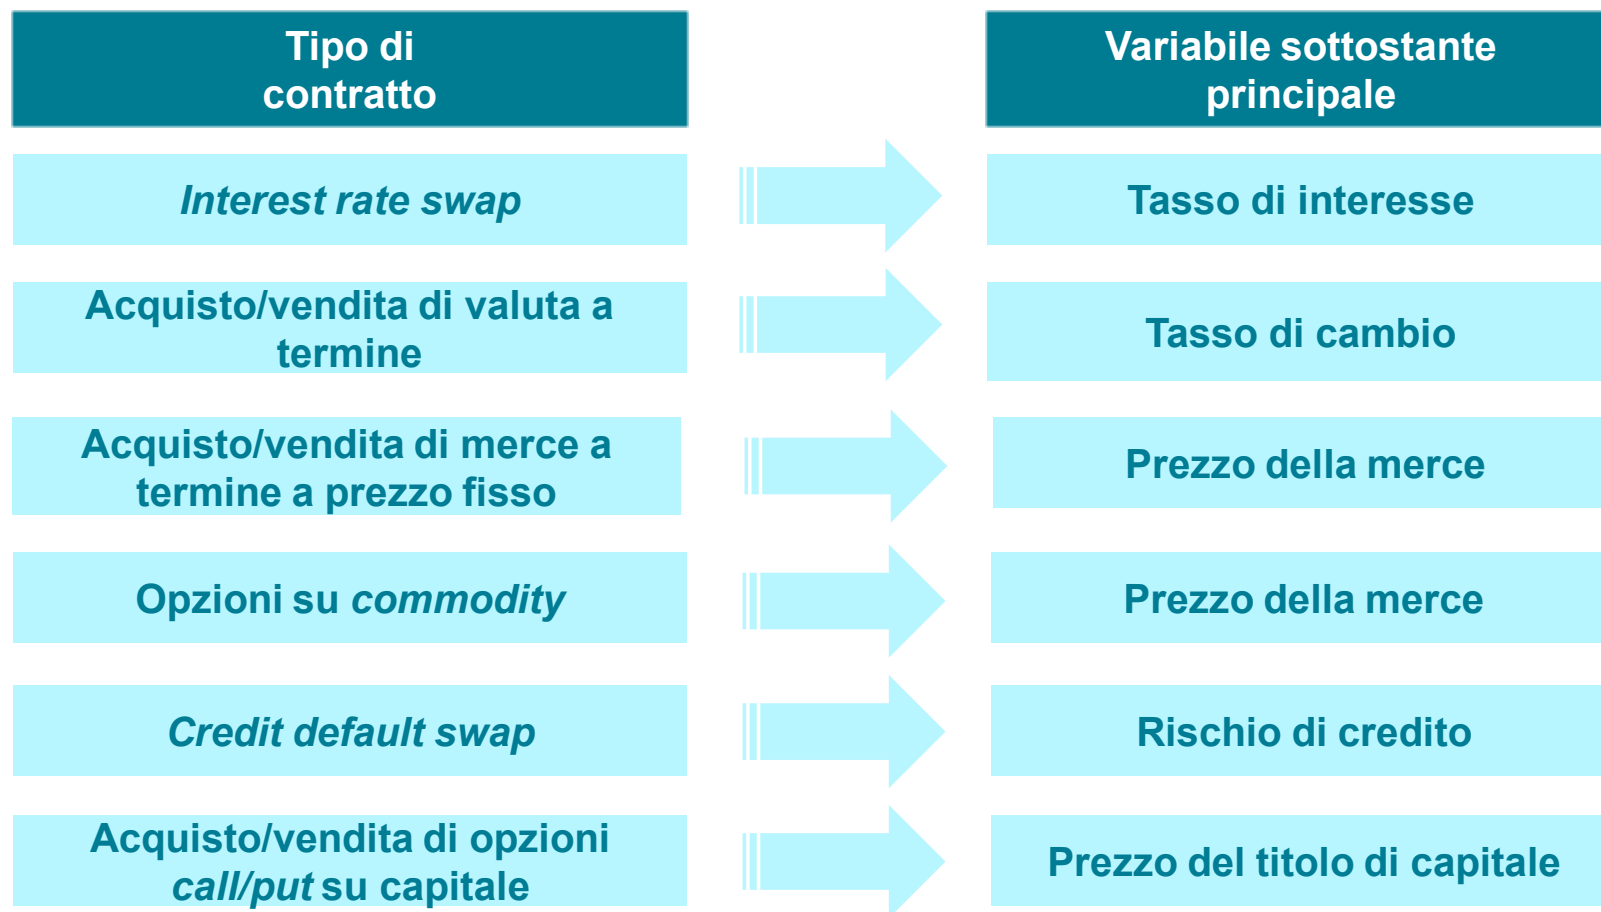 Tipo di
contratto
Variabile sottostante
principale
Interest rate swap
Tasso di interesse
Acquisto/vendita di valuta a
termine
Tasso di cambio
Acquisto/vendita di merce a
termine a prezzo fisso
Prezzo della merce
Opzioni su commodity
Prezzo della merce
Credit default swap
Rischio di credito
Acquisto/vendita di opzioni
call/put su capitale
Prezzo del titolo di capitale